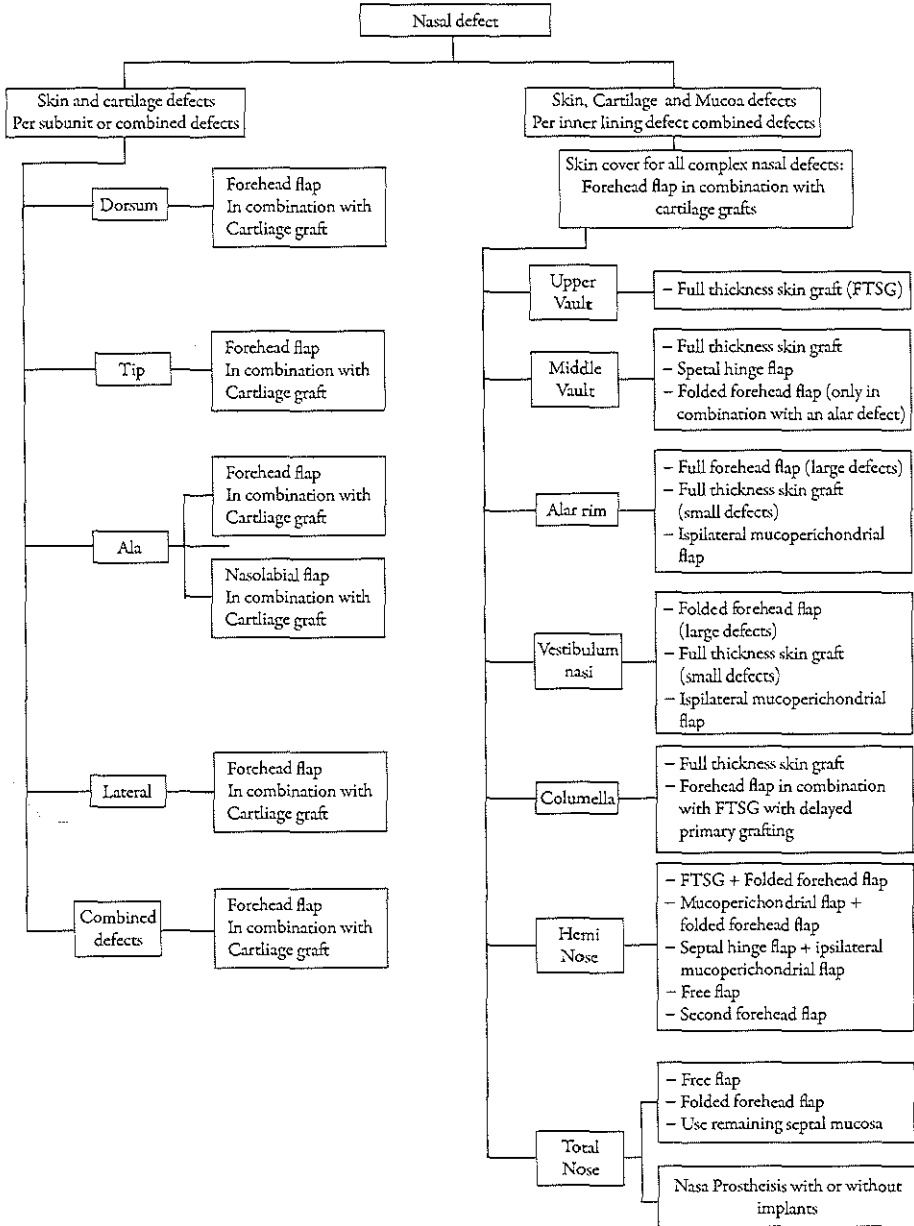 Nasal defect
Skin and cartilage defects
Per subunit or combined defects
Dorsum
Forehead flap
In combination with
Cartliage graft
Tip
Forehead flap
In combination with
Cartliage graft
Ala
Forehead flap
In combination with
Cartliage graft
Nasolabial flap
In combination with
Cartliage graft
Lateral
Forehead flap
In combination with
Cartliage graft
Combined
defects
Forehead flap
In combination with
Cartliage graft
Skin, Cartilage and Mucoa defects
Per inner lining defect combined defects
Skin cover for all complex nasal defects:
Forehead flap in combination with
cartilage grafts
Upper
Vault
– Full thickness skin graft (FTSG)
Middle
Vault
– Full thickness skin graft
– Spetal hinge flap
– Folded forehead flap (only in
combination with an alar defect)
Alar rim
– Full forehead flap (large defects)
– Full thickness skin graft
(small defects)
– Ispilateral mucoperichondrial
flap
Vestibulum
nasi
– Folded forehead flap
(large defects)
– Full thickness skin graft
(small defects)
– Ispilateral mucoperichondrial
flap
Columella
– Full thickness skin graft
– Forehead flap in combination
with FTSG with delayed
primary grafting
Hemi
Nose
– FTSG + Folded forehead flap
– Mucoperichondrial flap +
folded forehead flap
– Septal hinge flap + ipsilateral
mucoperichondrial flap
– Free flap
– Second forehead flap
Total
Nose
– Free flap
– Folded forehead flap
– Use remaining septal mucosa
Nasa Prostheisis with or without
implants